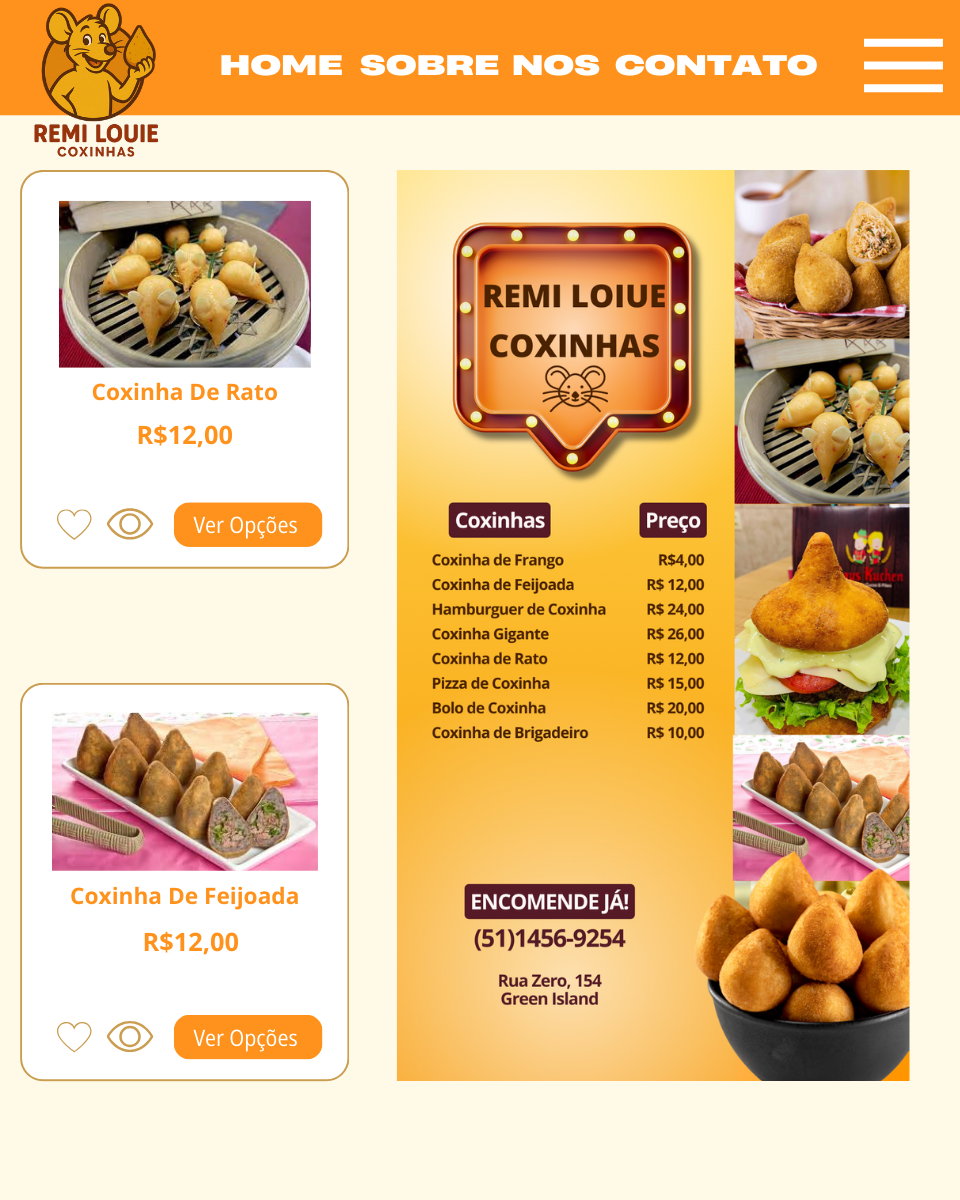 HOME SOBRE NOS CONTATO
REMI LOUIE
COXINHAS
Coxinha De Rato
R$12,00
Ver Opções
Coxinha De Feijoada
R$12,00
Ver Opções
REMI LOIUE
COXINHAS
Coxinhas Preço
Coxinha de Frango R$4,00
Coxinha de Feijoada R$ 12,00
Hamburguer de Coxinha R$ 24,00
Coxinha Gigante R$ 26,00
Coxinha de Rato R$ 12,00
Pizza de Coxinha R$ 15,00
Bolo de Coxinha R$ 20,00
Coxinha de Brigadeiro R$ 10,00
ENCOMENDE JÁ!
(51)1456-9254
Rua Zero, 154
Green Island